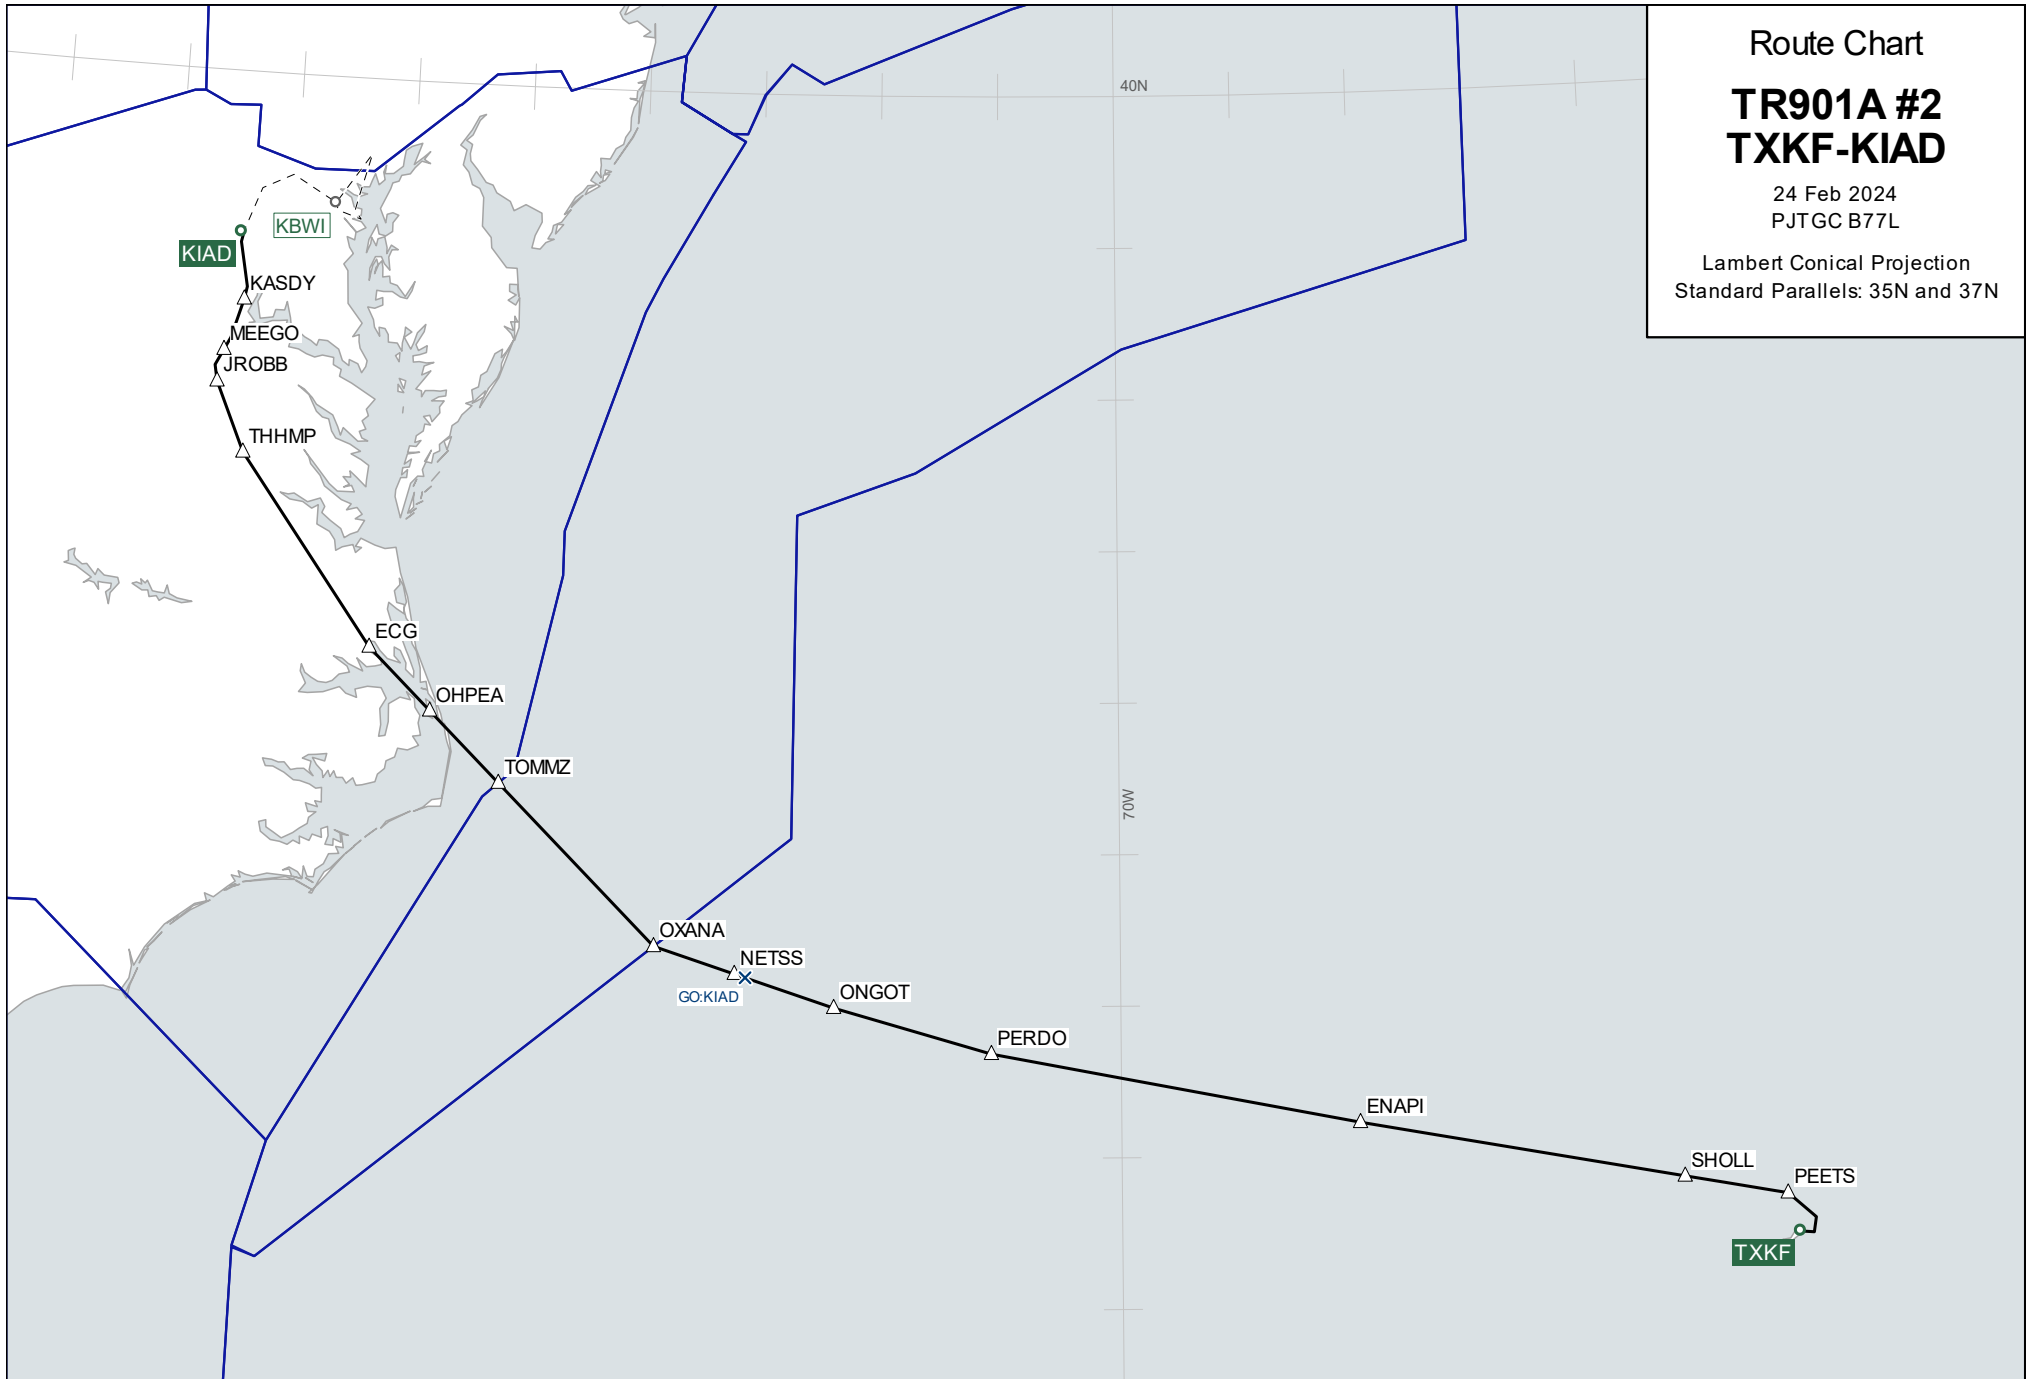 Route Chart
TR901A #2
TXKF-KIAD
24 Feb 2024
PJTGC B77L
Lambert Conical Projection
Standard Parallels: 35N and 37N
40N
KBWI
KIAD
KASDY
MEEGO
JROBB
THHMP
ECG
OHPEA
TOMMZ
70W
OXANA
NETSS
GO:KIAD
ONGOT
PERDO
ENAPI
SHOLL
PEETS
TXKF